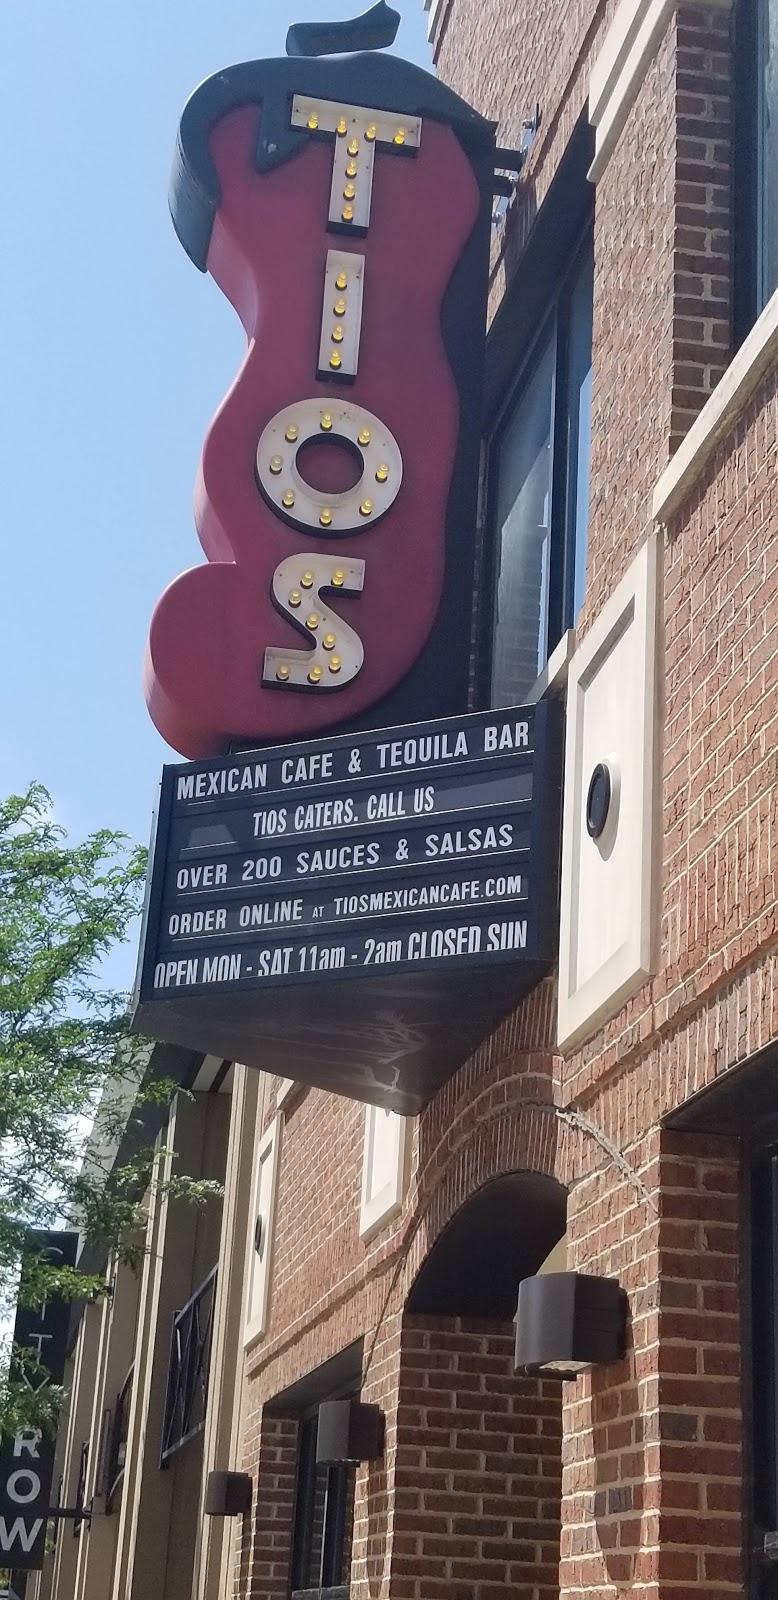 TIOS
MEXICAN CAFE & TEQUILA BAR
TIOS CATERS. CALL US
OVER 200 SAUCES & SALSAS
ORDER ONLINE AT TIOSMEXICANCAFE.COM
OPEN MON - SAT 11am - 2am CLOSED SUN
ROW